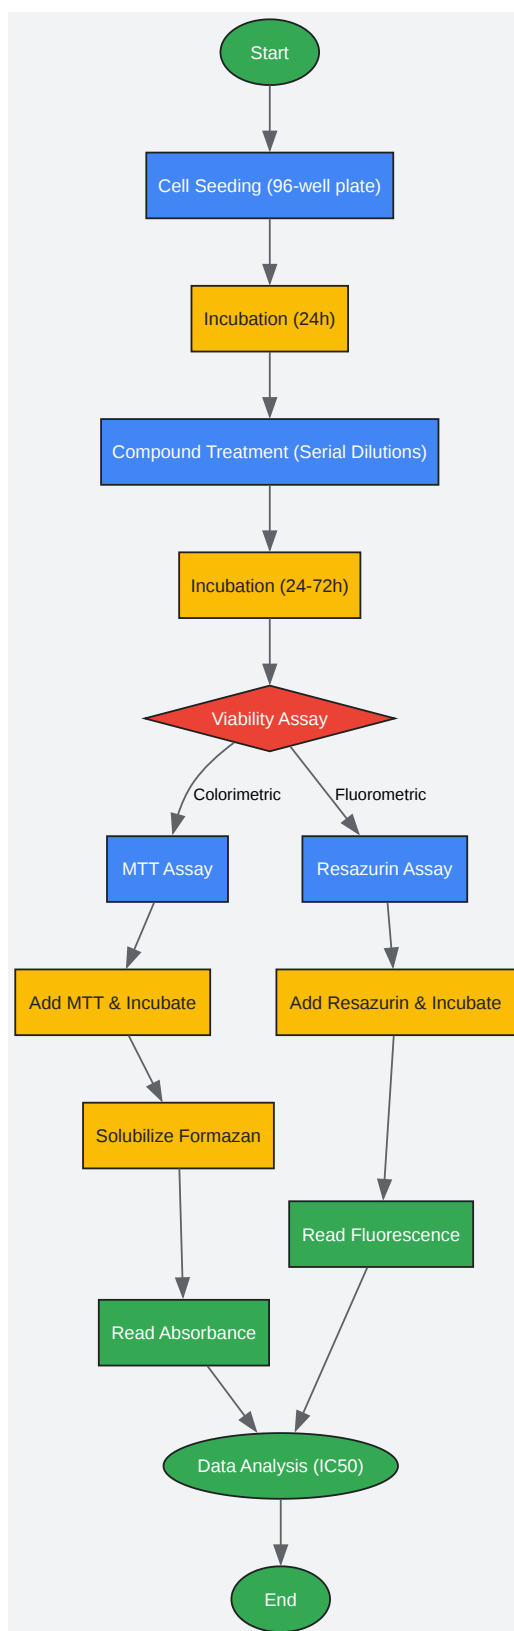 Start
Cell Seeding (96-well plate)
Incubation (24h)
Compound Treatment (Serial Dilutions)
Incubation (24-72h)
Viability Assay
Colorimetric
Fluorometric
MTT Assay
Resazurin Assay
Add MTT & Incubate
Add Resazurin & Incubate
Solubilize Formazan
Read Fluorescence
Read Absorbance
Data Analysis (IC50)
End